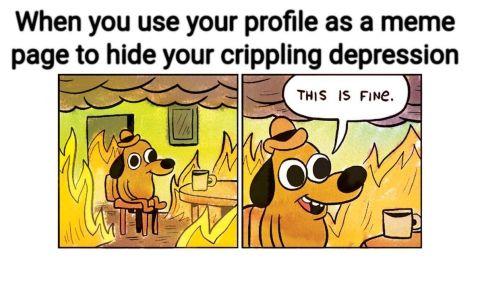 When you use your profile as a meme
page to hide your crippling depression
THIS IS FINE.